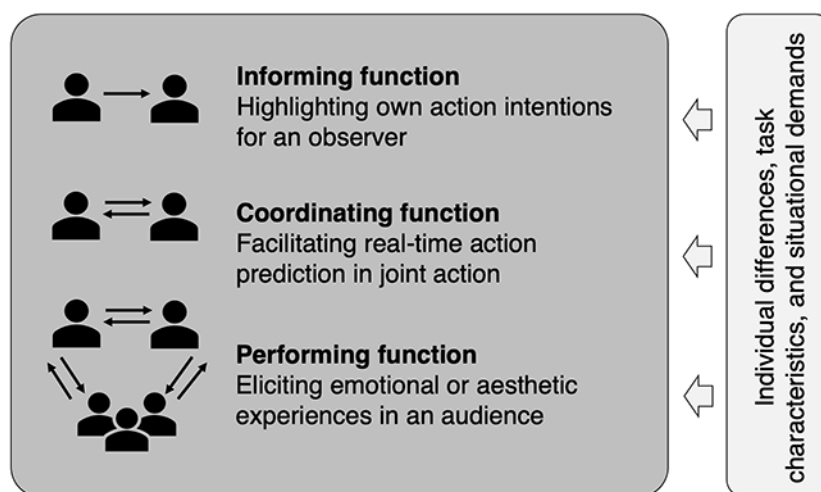 Informing function
Highlighting own action intentions
for an observer
Coordinating function
Facilitating real-time action
prediction in joint action
Performing function
Eliciting emotional or aesthetic
experiences in an audience
Individual differences, task
characteristics, and situational demands